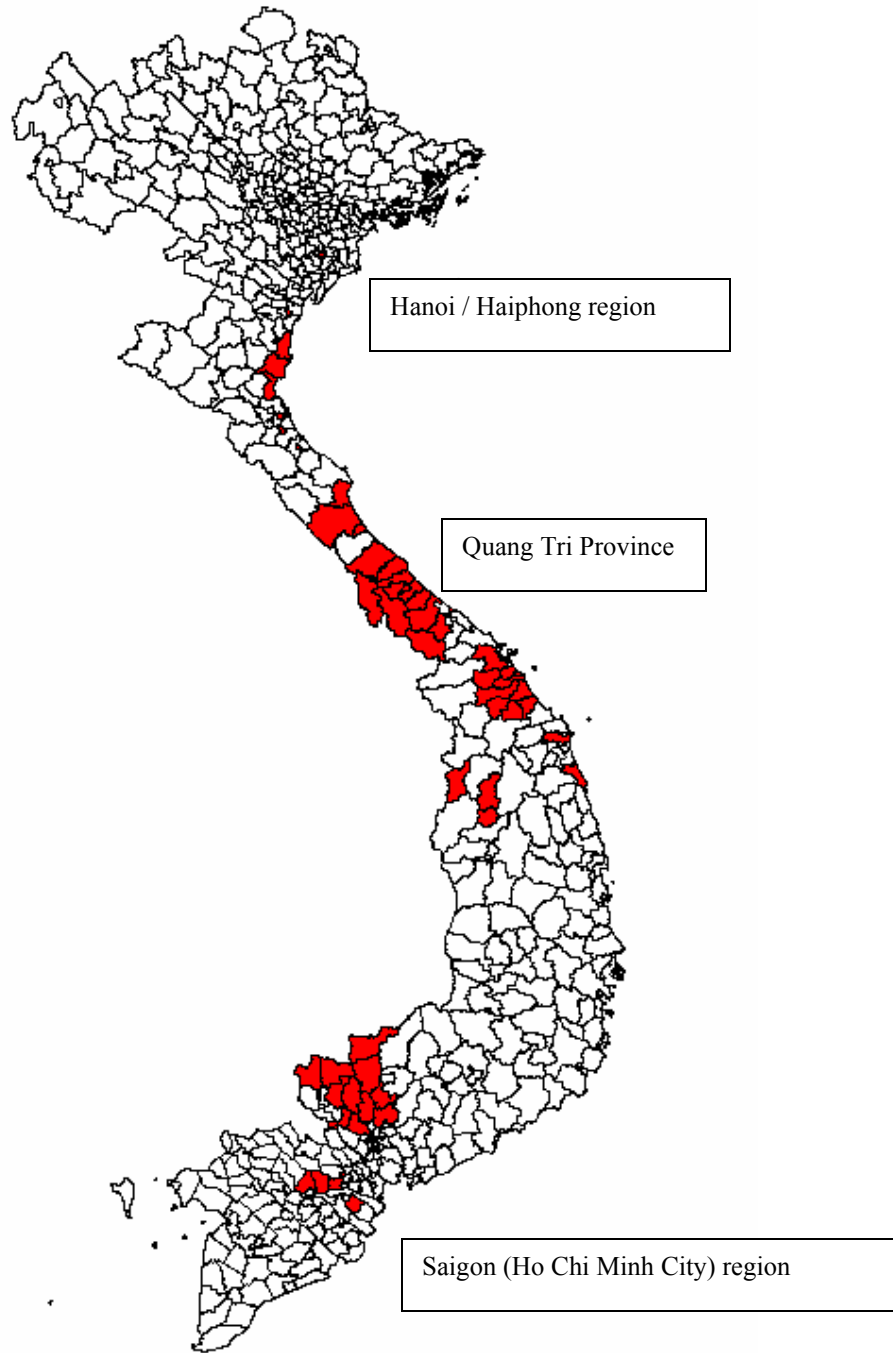 Hanoi / Haiphong region
Quang Tri Province
Saigon (Ho Chi Minh City) region